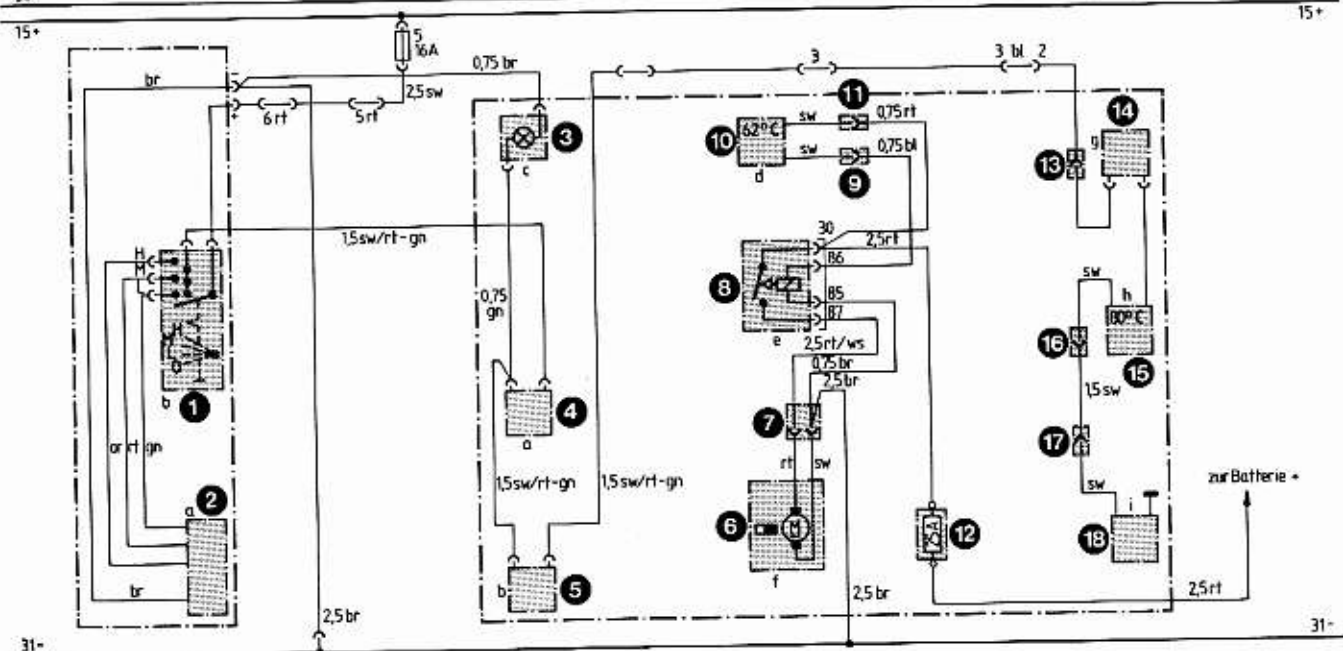 15+
15+
5
16A
br
0,75 br
2,5 sw
+
6 rt
5 rt
3
3 bl 2
sw
11
0,75 rt
62°C
10
d
sw
0,75 bl
9
c
3
14
g
13
1,5 sw/rt-gn
H
M
L
30
2,5 rt
86
8
85
87
e
0,75
gn
2,5 rt/ws
0,75 br
2,5 br
sw
h
80°C
16
15
b
1
4
a
7
1,5 sw
17
or rt gn
2
a
1,5 sw/rt-gn
1,5 sw/rt-gn
rt
sw
sw
zur Batterie +
6
M
f
12
i
18
b
5
br
2,5 br
2,5 br
2,5 rt
31-
31-